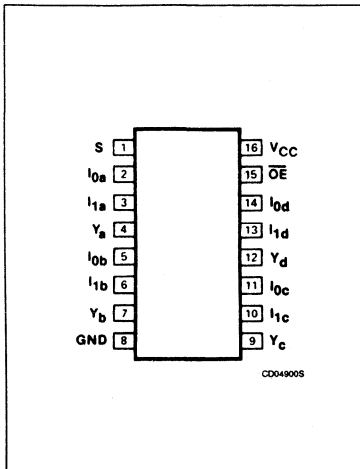 S 1 16 VCC
I0a 2 15 OE
I1a 3 14 I0d
Ya 4 13 I1d
I0b 5 12 Yd
I1b 6 11 I0c
Yb 7 10 I1c
GND 8 9 Yc
CD04900S